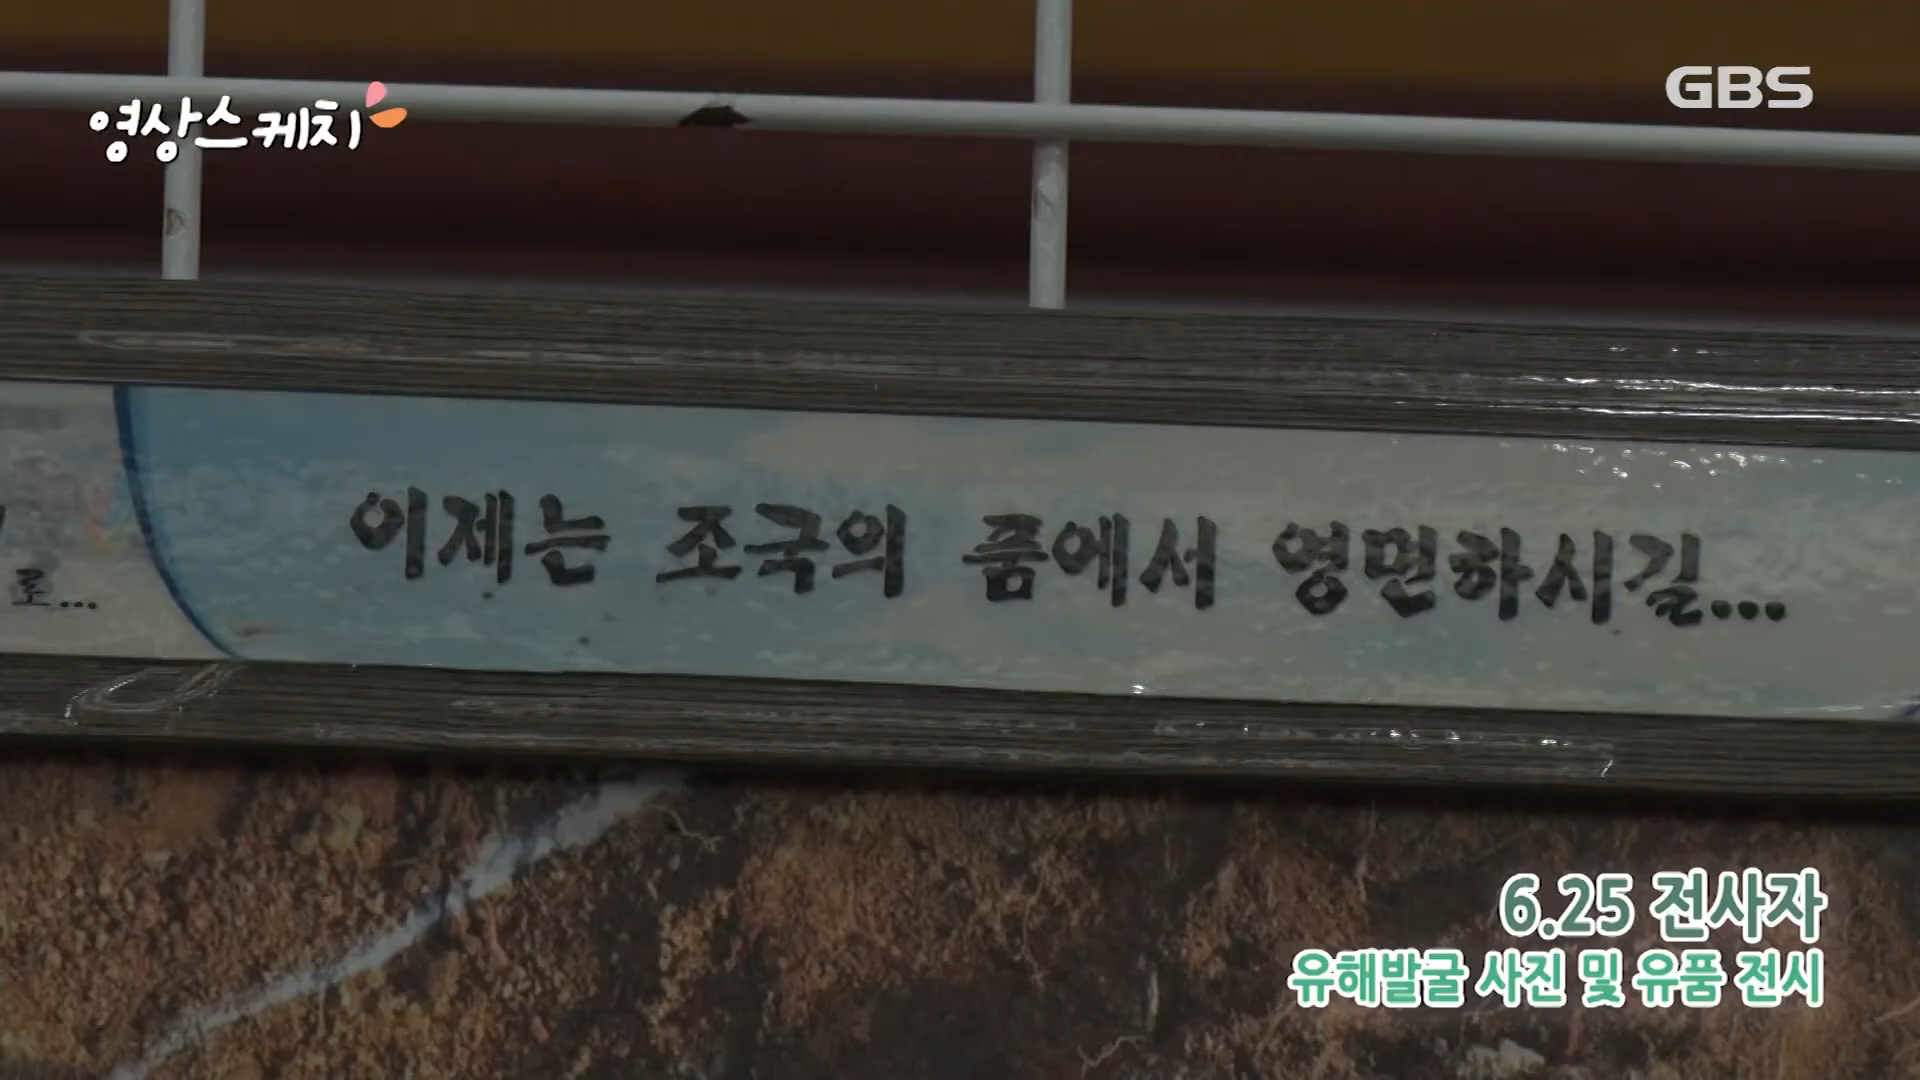 영상스케치
GBS
이제는 조국의 품에서 영면하시길...
로...
6.25 전사자
유해발굴 사진 및 유품 전시